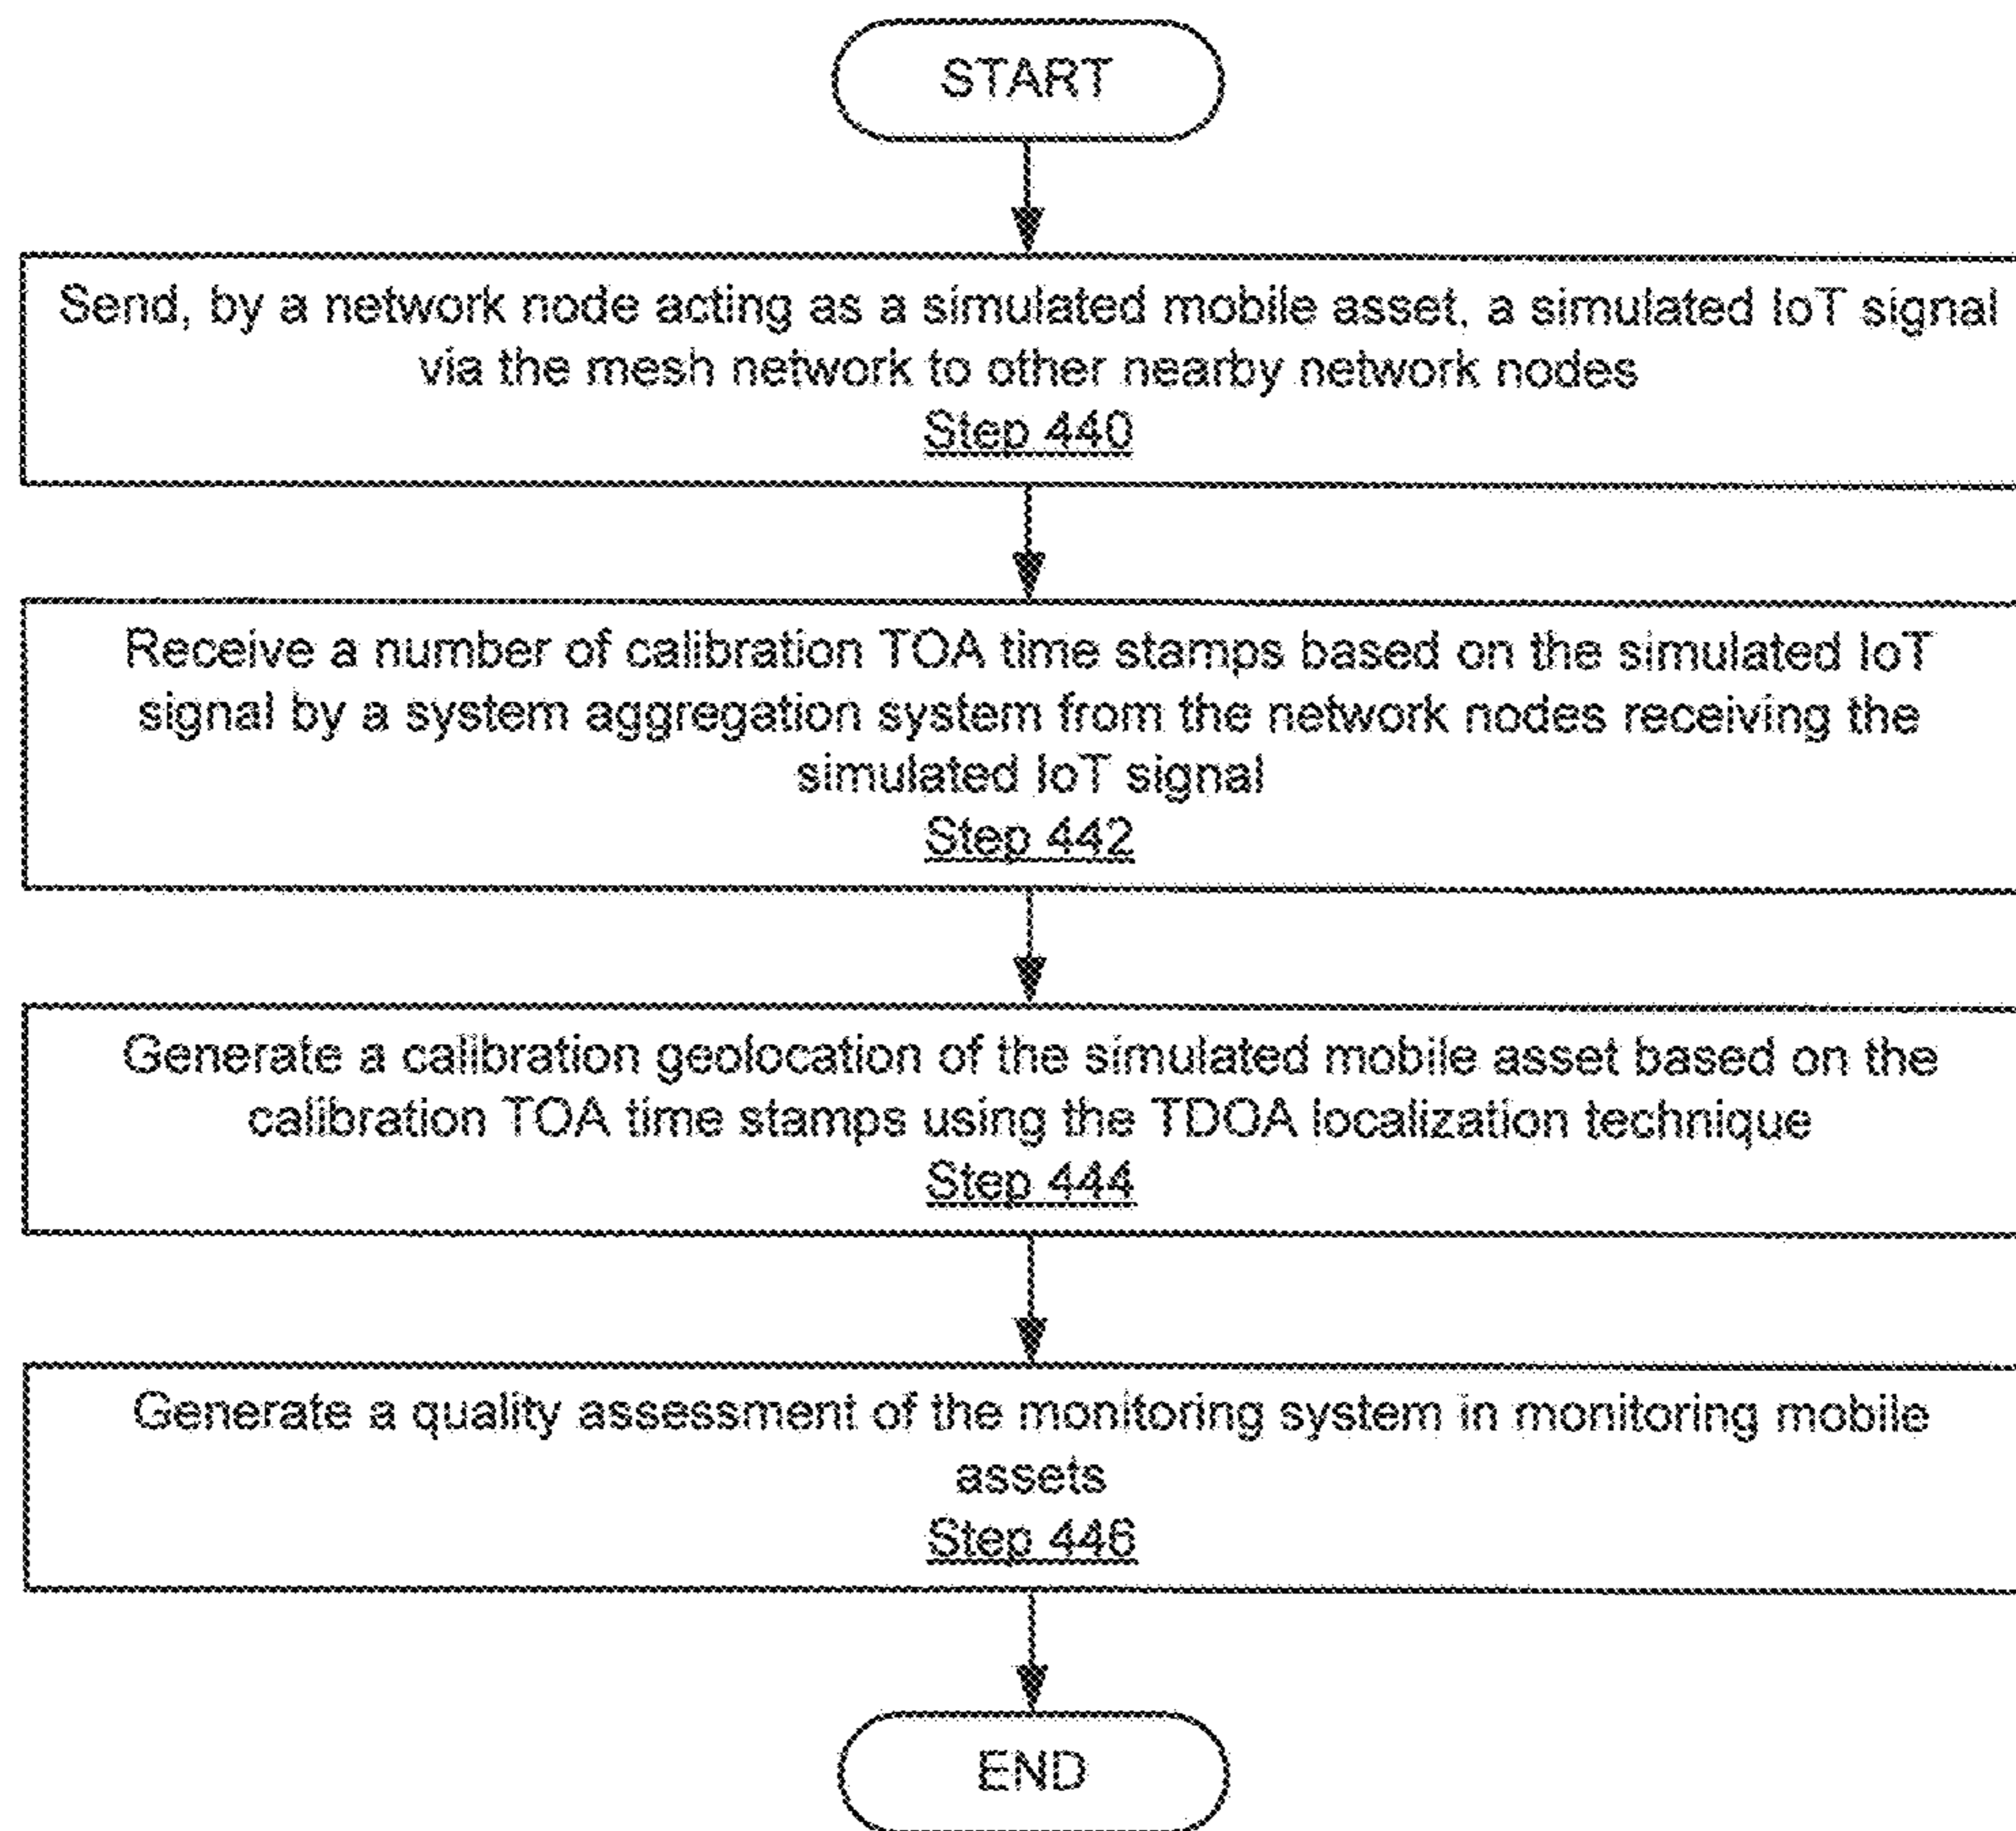 START
Send, by a network node acting as a simulated mobile asset, a simulated IoT signal
via the mesh network to other nearby network nodes
Step 440
Receive a number of calibration TOA time stamps based on the simulated IoT
signal by a system aggregation system from the network nodes receiving the
simulated IoT signal
Step 442
Generate a calibration geolocation of the simulated mobile asset based on the
calibration TOA time stamps using the TDOA localization technique
Step 444
Generate a quality assessment of the monitoring system in monitoring mobile
assets
Step 446
END